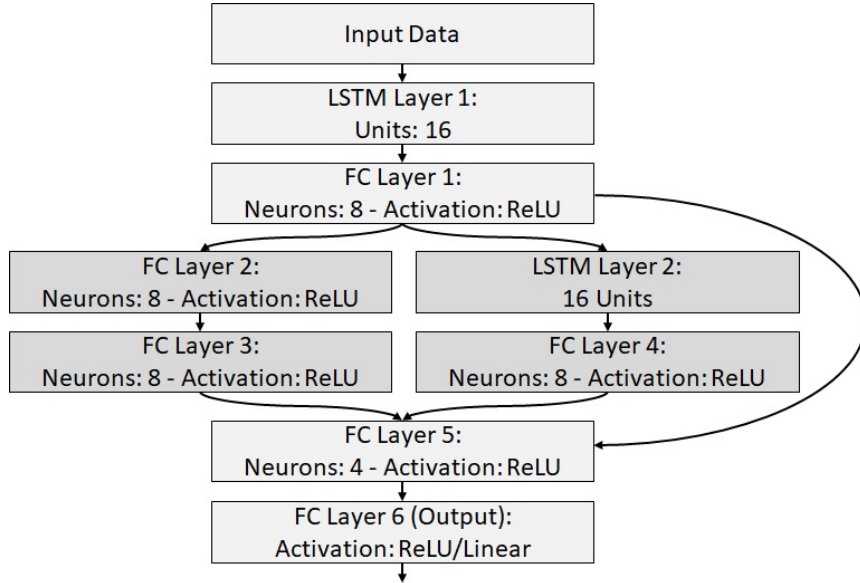 Input Data
LSTM Layer 1:
Units: 16
FC Layer 1:
Neurons: 8 - Activation: ReLU
FC Layer 2:
Neurons: 8 - Activation: ReLU
LSTM Layer 2:
16 Units
FC Layer 3:
Neurons: 8 - Activation: ReLU
FC Layer 4:
Neurons: 8 - Activation: ReLU
FC Layer 5:
Neurons: 4 - Activation: ReLU
FC Layer 6 (Output):
Activation: ReLU/Linear